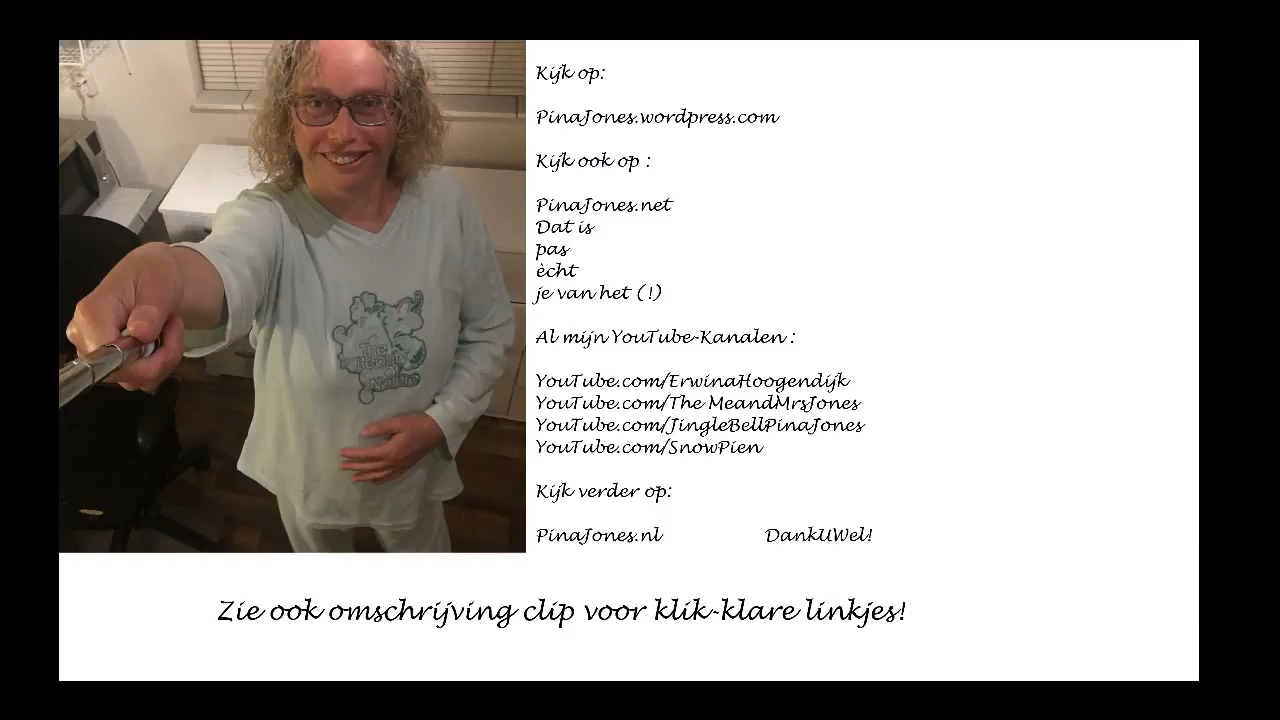 Kijk op:
PinaJones.wordpress.com
Kijk ook op :
PinaJones.net
Dat is
pas
ècht
je van het (!)
Al mijn YouTube-Kanalen :
YouTube.com/ErwinaHoogendijk
YouTube.com/The MeandMrsJones
YouTube.com/JingleBellPinaJones
YouTube.com/SnowPien
Kijk verder op:
PinaJones.nl DankUWel!
The
Beauty
Of
Nature
Zie ook omschrijving clip voor klik-klare linkjes!